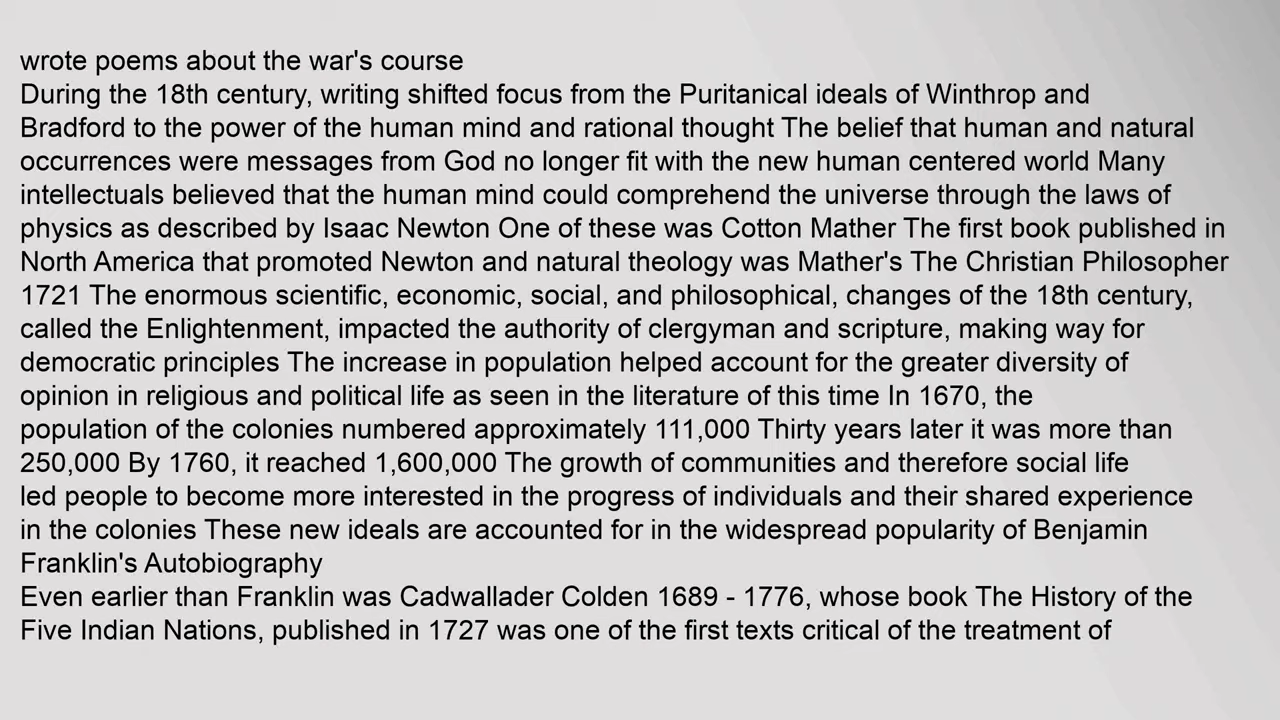 wrote poems about the war's course
During the 18th century, writing shifted focus from the Puritanical ideals of Winthrop and
Bradford to the power of the human mind and rational thought The belief that human and natural
occurrences were messages from God no longer fit with the new human centered world Many
intellectuals believed that the human mind could comprehend the universe through the laws of
physics as described by Isaac Newton One of these was Cotton Mather The first book published in
North America that promoted Newton and natural theology was Mather's The Christian Philosopher
1721 The enormous scientific, economic, social, and philosophical, changes of the 18th century,
called the Enlightenment, impacted the authority of clergyman and scripture, making way for
democratic principles The increase in population helped account for the greater diversity of
opinion in religious and political life as seen in the literature of this time In 1670, the
population of the colonies numbered approximately 111,000 Thirty years later it was more than
250,000 By 1760, it reached 1,600,000 The growth of communities and therefore social life
led people to become more interested in the progress of individuals and their shared experience
in the colonies These new ideals are accounted for in the widespread popularity of Benjamin
Franklin's Autobiography
Even earlier than Franklin was Cadwallader Colden 1689 - 1776, whose book The History of the
Five Indian Nations, published in 1727 was one of the first texts critical of the treatment of